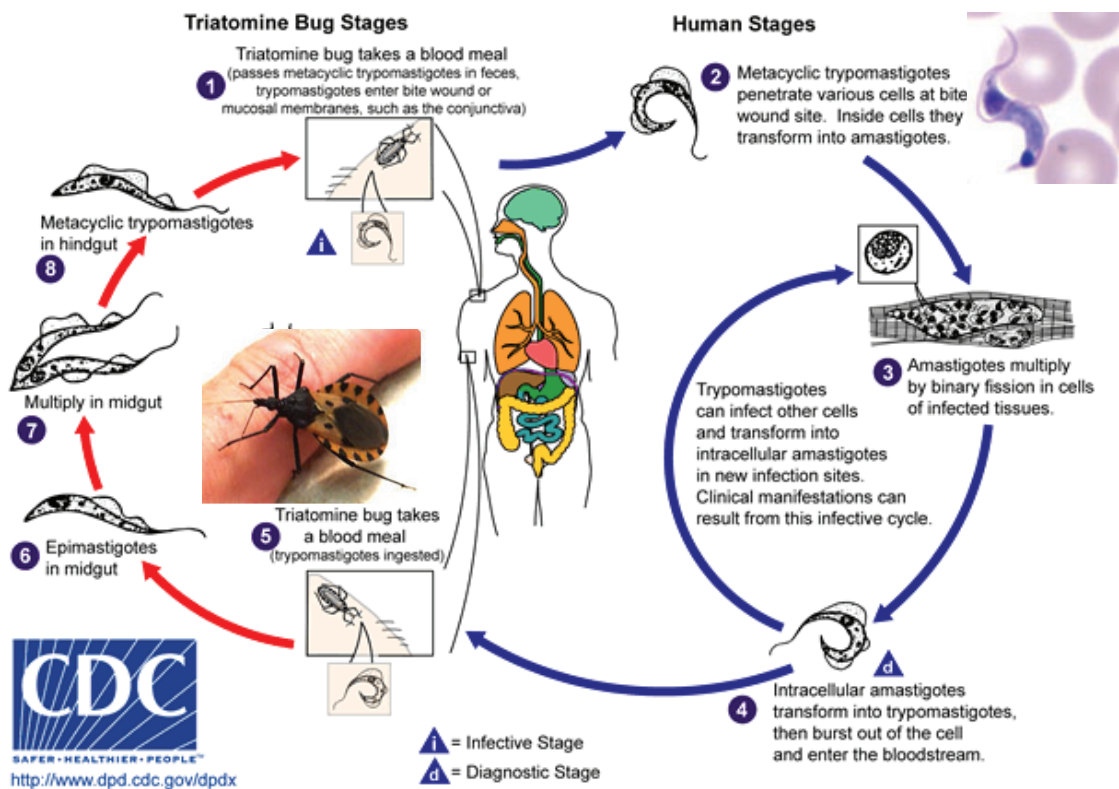 Triatomine Bug Stages
Human Stages
Triatomine bug takes a blood meal
1
(passes metacyclic trypomastigotes in feces,
trypomastigotes enter bite wound or
mucosal membranes, such as the conjunctiva)
i
2
Metacyclic trypomastigotes
penetrate various cells at bite
wound site. Inside cells they
transform into amastigotes.
3
Amastigotes multiply
by binary fission in cells
of infected tissues.
Trypomastigotes
can infect other cells
and transform into
intracellular amastigotes
in new infection sites.
Clinical manifestations can
result from this infective cycle.
d
4
Intracellular amastigotes
transform into trypomastigotes,
then burst out of the cell
and enter the bloodstream.
5
Triatomine bug takes
a blood meal
(trypomastigotes ingested)
6
Epimastigotes
in midgut
Multiply in midgut
7
Metacyclic trypomastigotes
in hindgut
8
i = Infective Stage
d = Diagnostic Stage
CDC
SAFER•HEALTHIER•PEOPLE™
http://www.dpd.cdc.gov/dpdx